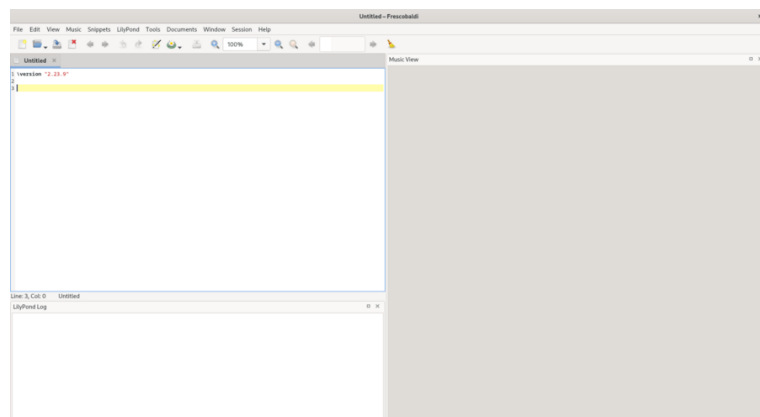 Untitled – Frescobaldi
File Edit View Music Snippets LilyPond Tools Documents Window Session Help
100%
Untitled
Music View
1 \version "2.23.9"
2
3
Line: 3, Col: 0 Untitled
LilyPond Log